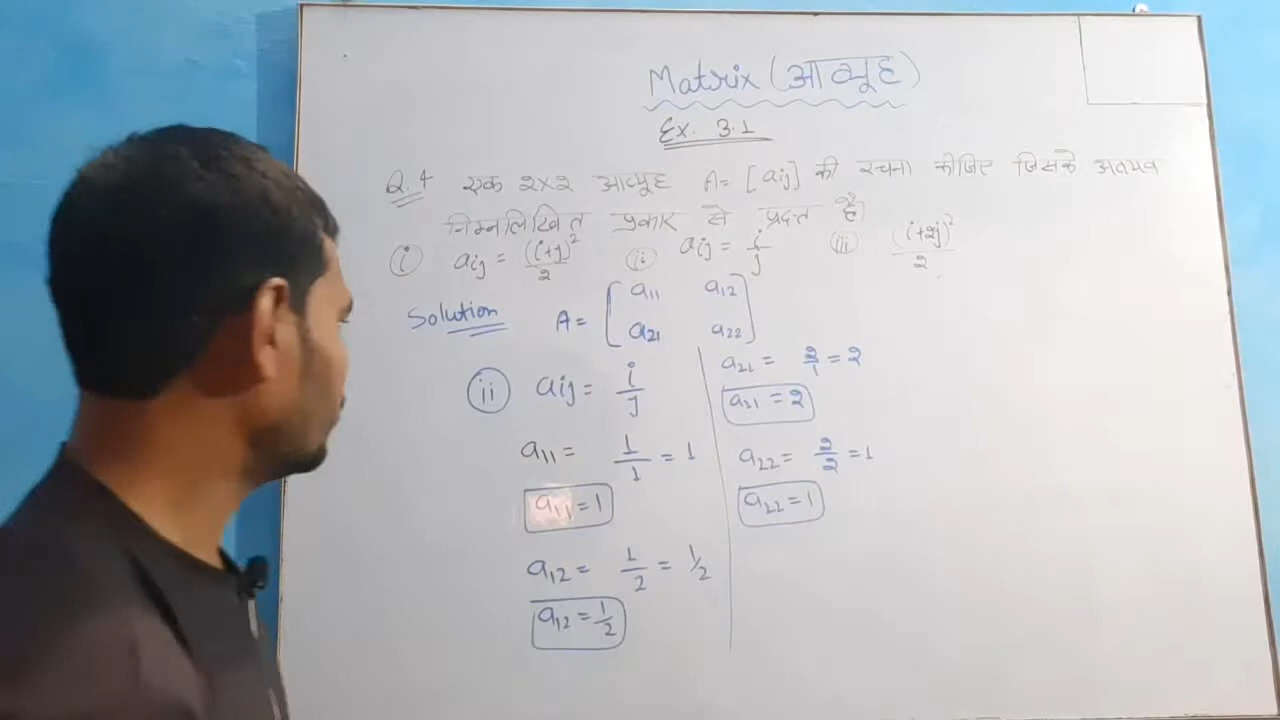 Matrix (आव्यूह)
Ex. 3.1
Q.4 एक 2×2 आव्यूह A = [aij] की रचना कीजिए जिसके अवयव
निम्नलिखित प्रकार से प्रदत्त है
(i) aij = (i+j)²/2 (ii) aij = i/j (iii) (i+2j)²/2
Solution A = [a11 a12
a21 a22]
(ii) aij = i/j
a11 = 1/1 = 1
a11 = 1
a12 = 1/2 = 1/2
a12 = 1/2
a21 = 2/1 = 2
a21 = 2
a22 = 2/2 = 1
a22 = 1